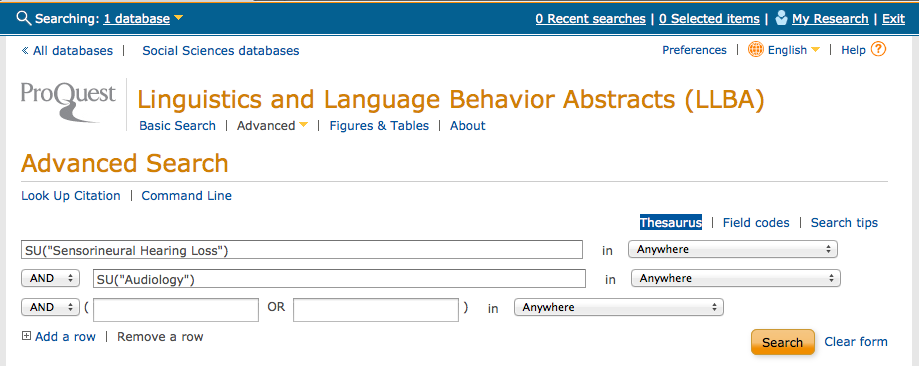 Searching: 1 database 0 Recent searches | 0 Selected items | My Research | Exit
« All databases | Social Sciences databases Preferences | English | Help ?
ProQuest Linguistics and Language Behavior Abstracts (LLBA)
Basic Search | Advanced | Figures & Tables | About
Advanced Search
Look Up Citation | Command Line
Thesaurus | Field codes | Search tips
SU("Sensorineural Hearing Loss") in Anywhere
AND SU("Audiology") in Anywhere
AND ( OR ) in Anywhere
Add a row | Remove a row Search Clear form